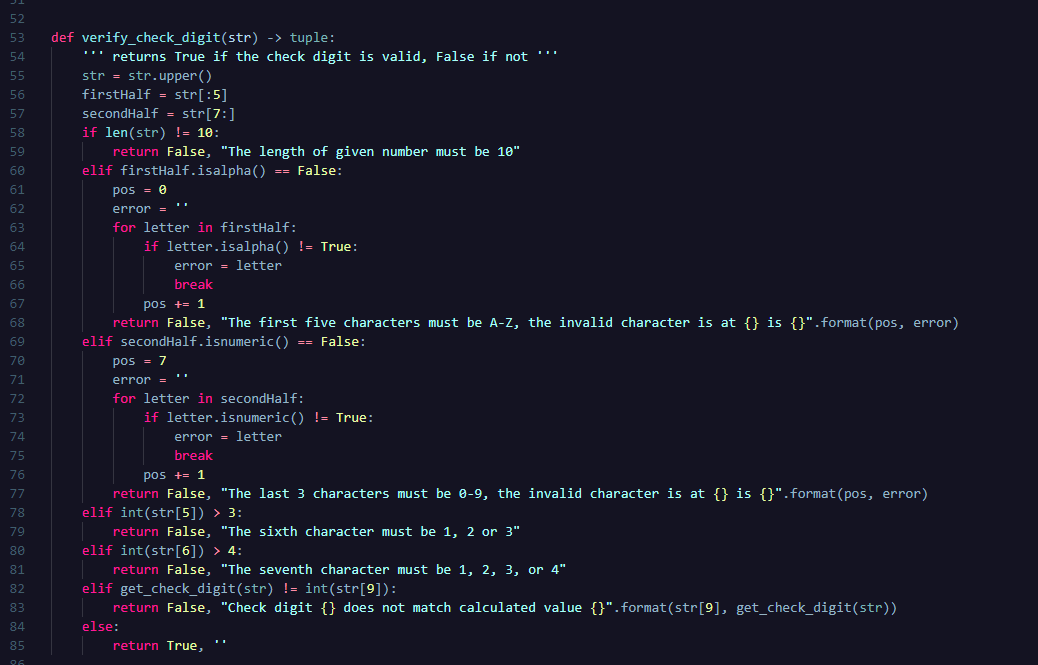 51
52
53 def verify_check_digit(str) -> tuple:
54     ''' returns True if the check digit is valid, False if not '''
55     str = str.upper()
56     firstHalf = str[:5]
57     secondHalf = str[7:]
58     if len(str) != 10:
59         return False, "The length of given number must be 10"
60     elif firstHalf.isalpha() == False:
61         pos = 0
62         error = ''
63         for letter in firstHalf:
64             if letter.isalpha() != True:
65                 error = letter
66                 break
67             pos += 1
68         return False, "The first five characters must be A-Z, the invalid character is at {} is {}".format(pos, error)
69     elif secondHalf.isnumeric() == False:
70         pos = 7
71         error = ''
72         for letter in secondHalf:
73             if letter.isnumeric() != True:
74                 error = letter
75                 break
76             pos += 1
77         return False, "The last 3 characters must be 0-9, the invalid character is at {} is {}".format(pos, error)
78     elif int(str[5]) > 3:
79         return False, "The sixth character must be 1, 2 or 3"
80     elif int(str[6]) > 4:
81         return False, "The seventh character must be 1, 2, 3, or 4"
82     elif get_check_digit(str) != int(str[9]):
83         return False, "Check digit {} does not match calculated value {}".format(str[9], get_check_digit(str))
84     else:
85         return True, ''
86